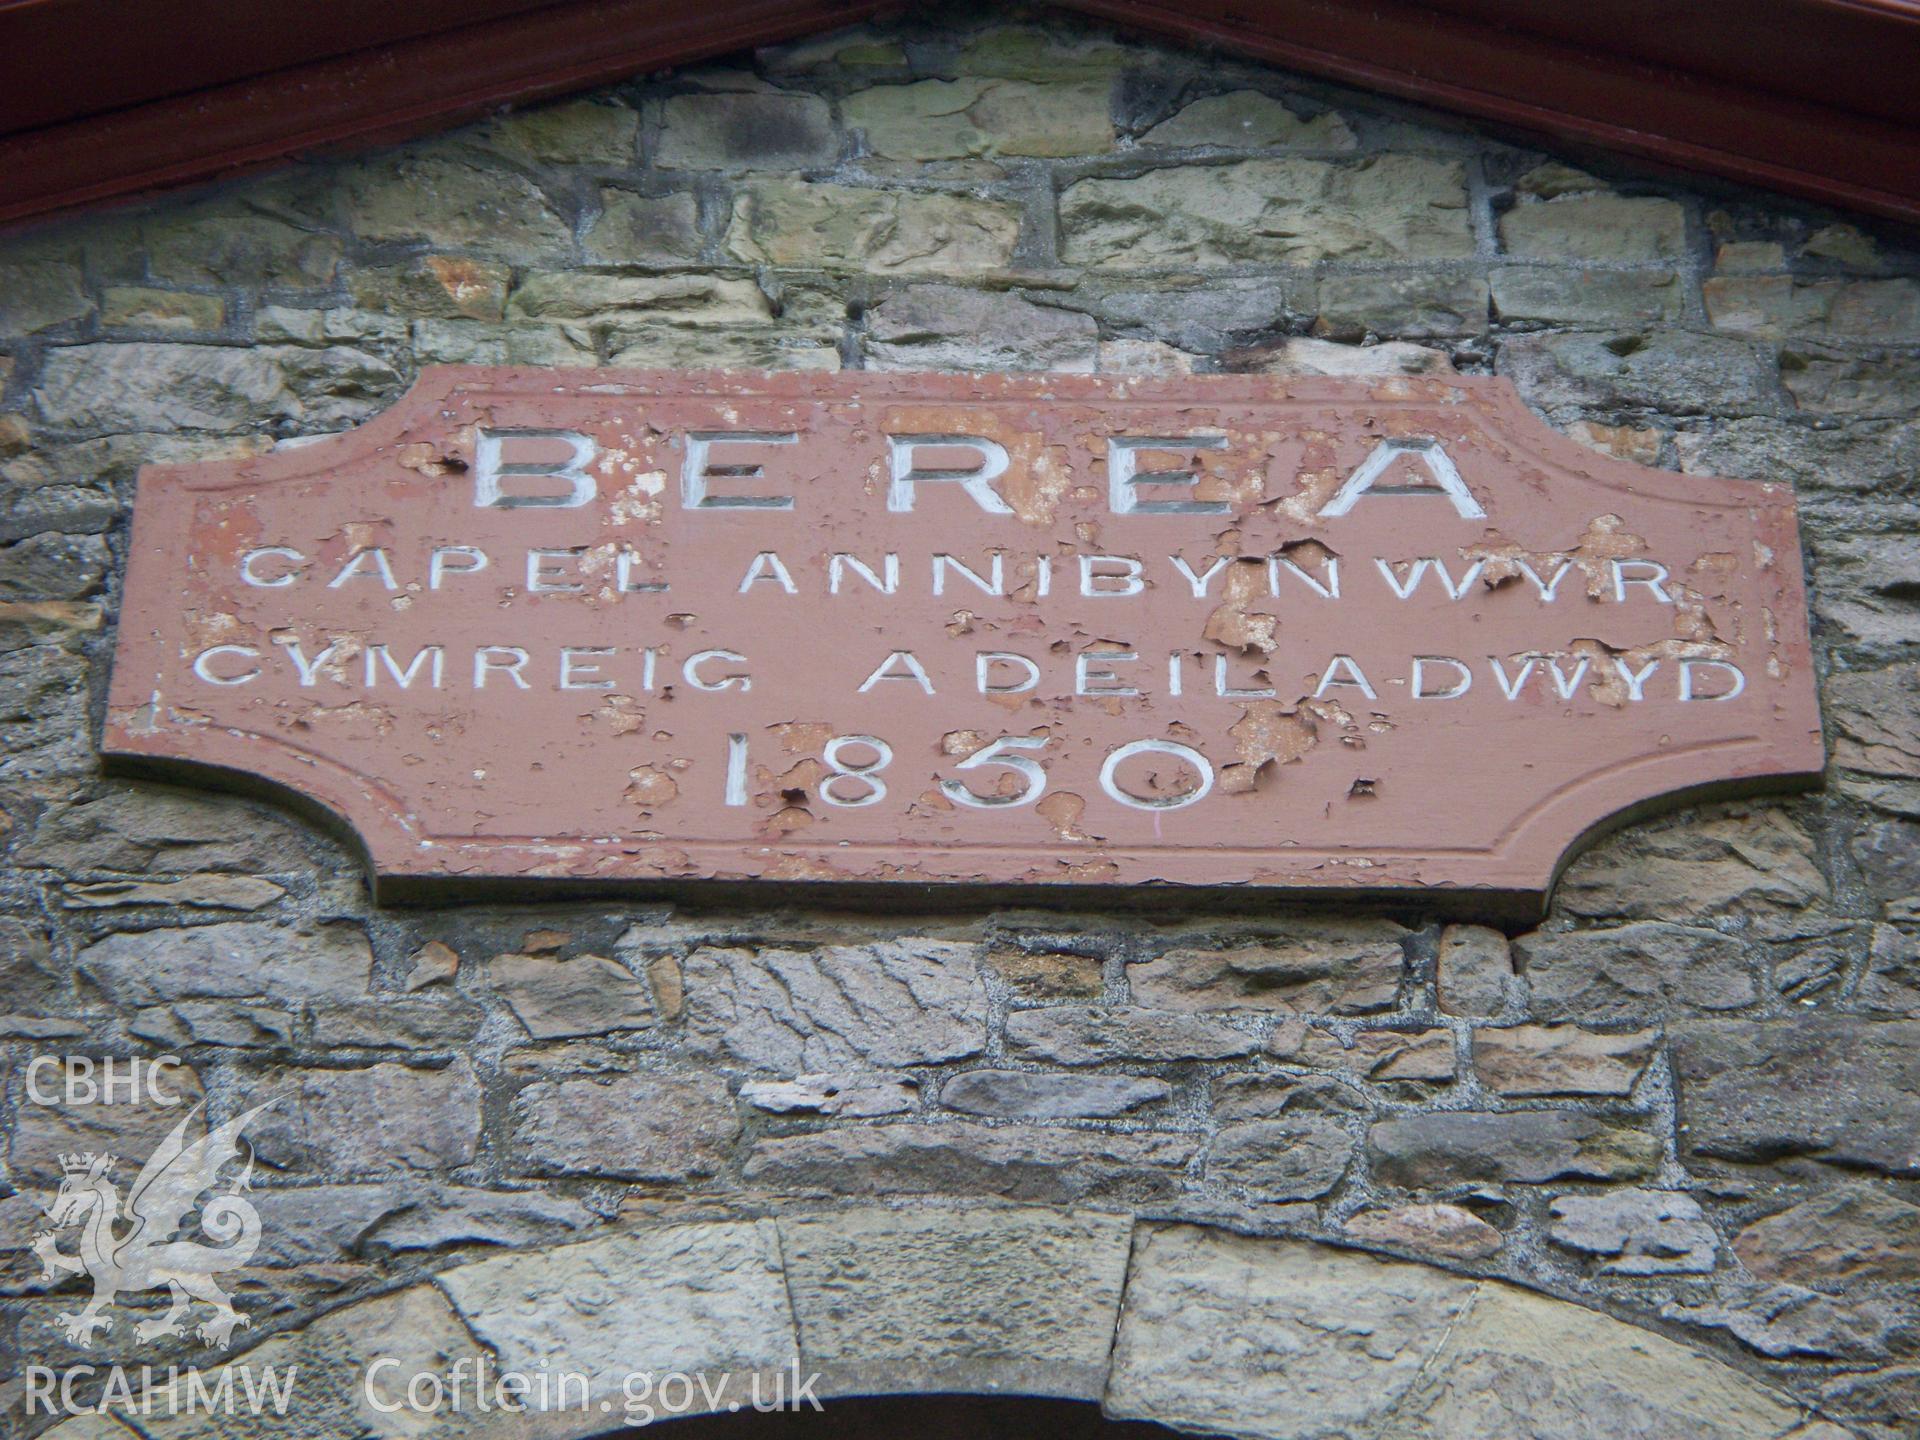 BEREA
CAPEL ANNIBYNWYR
CYMREIG ADEILADWYD
1850
CBHC
RCAHMW Coflein.gov.uk